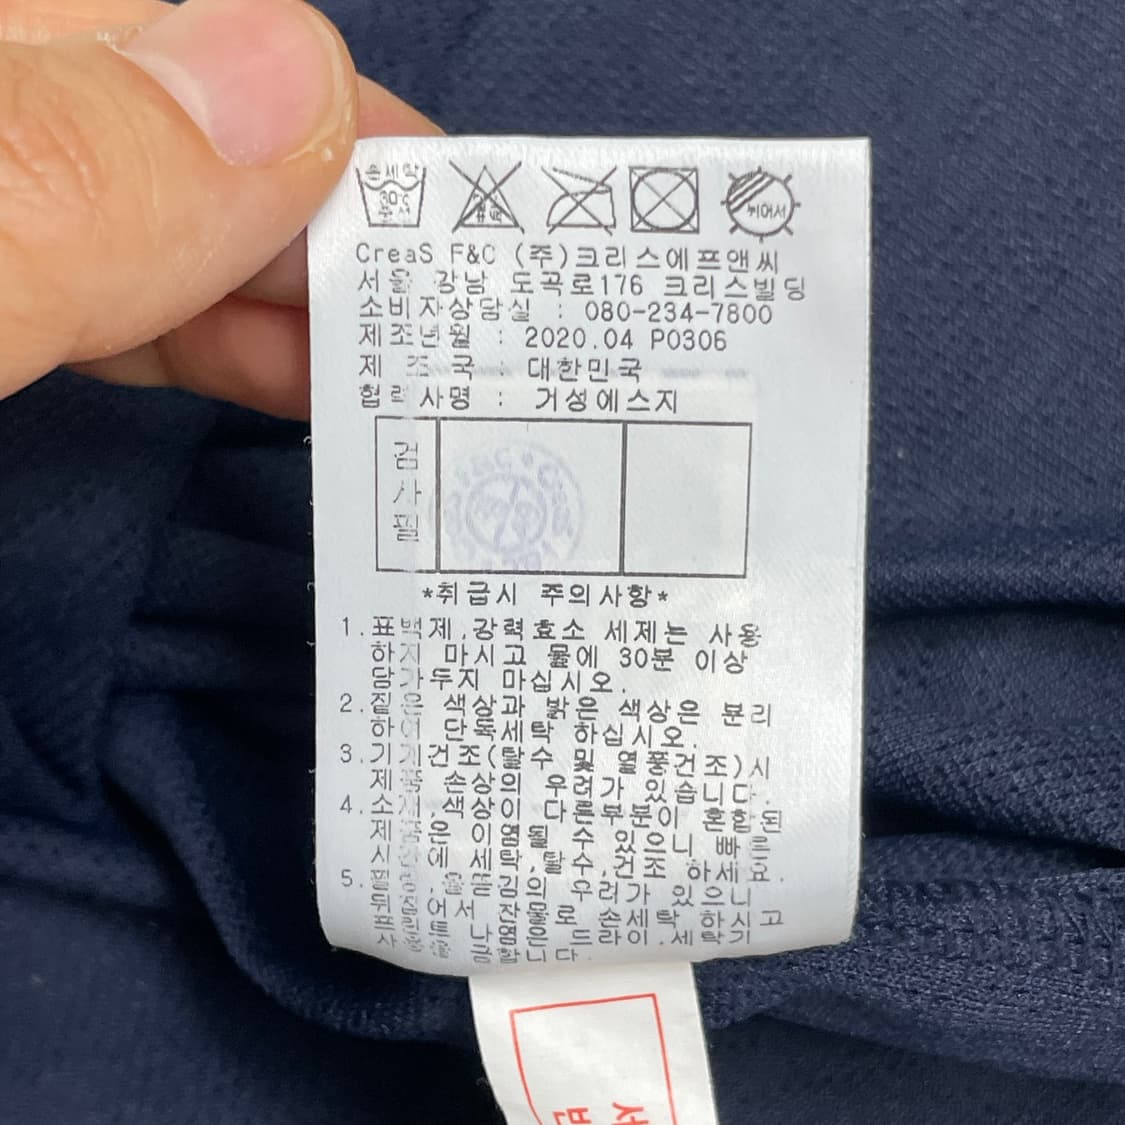 손세탁
30℃
중성
표백
뉘어서
CreaS F&C (주)크리스에프앤씨
서울 강남 도곡로176 크리스빌딩
소비자상담실 : 080-234-7800
제조년월 : 2020.04 P0306
제 조 국 : 대한민국
협력사명 : 거성에스지
검사필
*취급시 주의사항*
1.표백제,강력효소 세제는 사용
하지 마시고 물에 30분 이상
담가두지 마십시오.
2.짙은 색상과 밝은 색상은 분리
하여 단독세탁 하십시오.
3.기계건조(탈수 및 열풍건조)시
제품 손상의 우려가 있습니다.
4.소재,색상이 다른부분이 혼합된
제품은 이염될 수 있으니 빠른
시간에 세탁,탈수,건조 하세요.
5.필링,올뜯김의 우려가 있으니
뒤집어서 찬물로 손세탁 하시고
프린트 나염은 드라이,세탁기
사용을 금합니다.